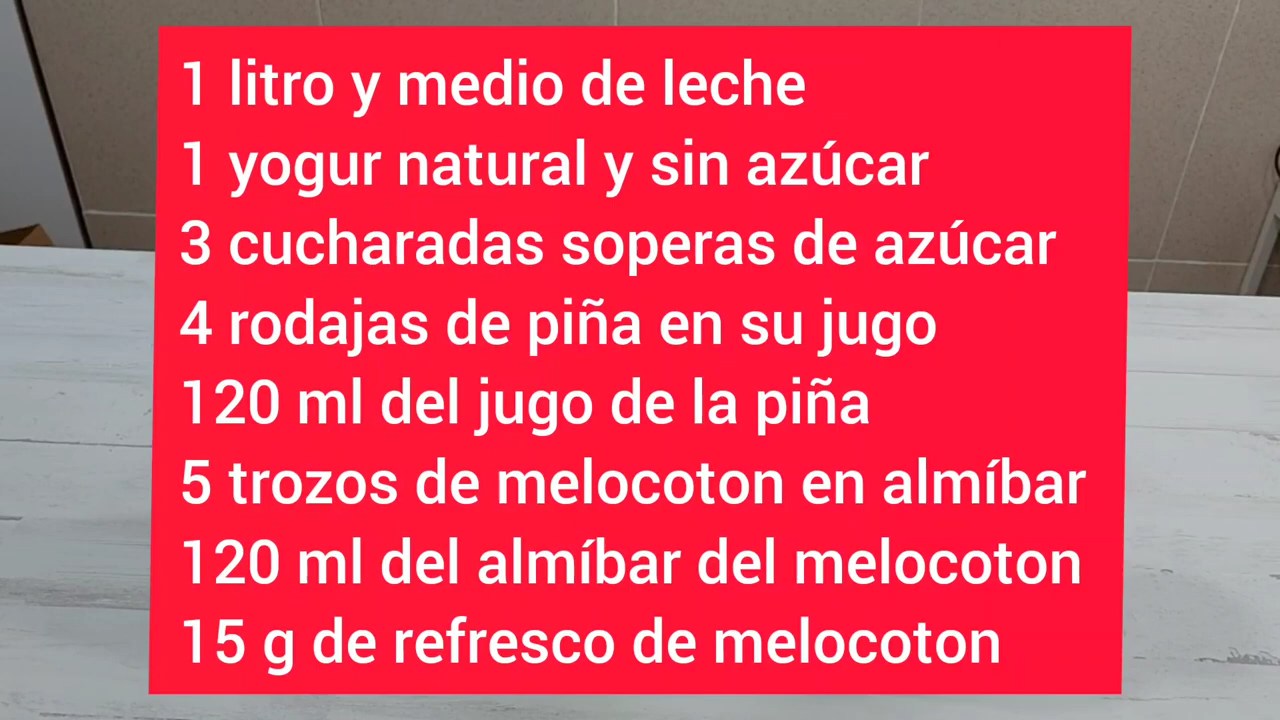 1 litro y medio de leche
1 yogur natural y sin azúcar
3 cucharadas soperas de azúcar
4 rodajas de piña en su jugo
120 ml del jugo de la piña
5 trozos de melocoton en almíbar
120 ml del almíbar del melocoton
15 g de refresco de melocoton